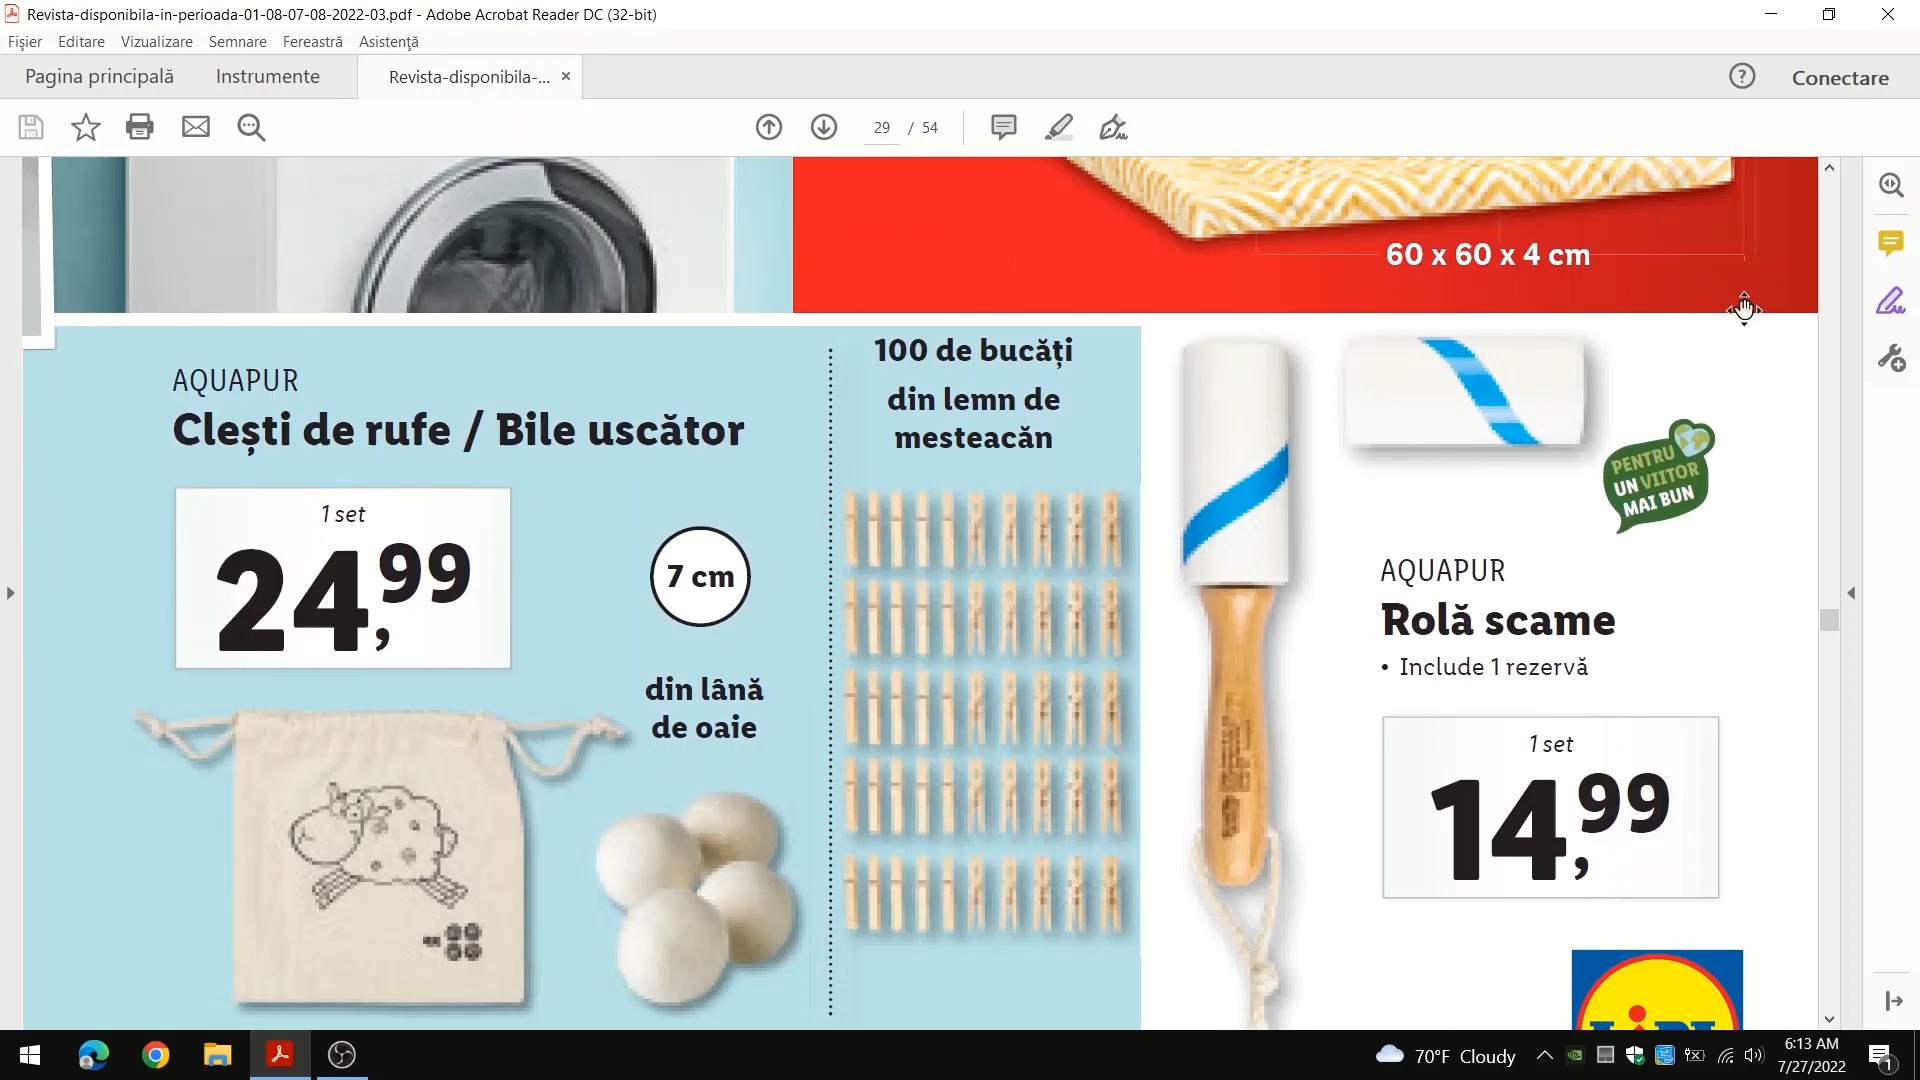 Revista-disponibila-in-perioada-01-08-07-08-2022-03.pdf - Adobe Acrobat Reader DC (32-bit)
Fişier Editare Vizualizare Semnare Fereastră Asistenţă
Pagina principală Instrumente Revista-disponibila-... × Conectare
29 / 54
60 x 60 x 4 cm
AQUAPUR
Clești de rufe / Bile uscător
1 set
24,99
7 cm
din lână
de oaie
100 de bucăți
din lemn de
mesteacăn
PENTRU
UN VIITOR
MAI BUN
AQUAPUR
Rolă scame
• Include 1 rezervă
1 set
14,99
LiDL
70°F Cloudy
6:13 AM
7/27/2022
1